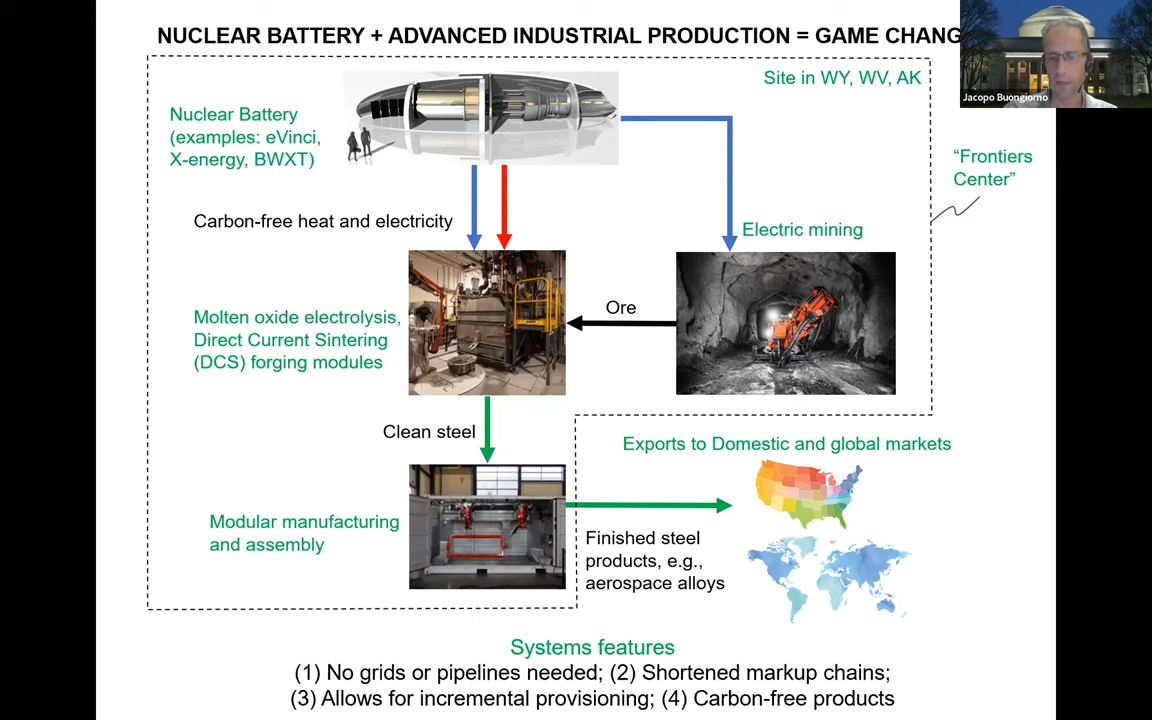 NUCLEAR BATTERY + ADVANCED INDUSTRIAL PRODUCTION = GAME CHANG
Jacopo Buongiorno
Site in WY, WV, AK
Nuclear Battery
(examples: eVinci,
X-energy, BWXT)
"Frontiers
Center"
Carbon-free heat and electricity
Electric mining
Ore
Molten oxide electrolysis,
Direct Current Sintering
(DCS) forging modules
Clean steel
Exports to Domestic and global markets
Modular manufacturing
and assembly
Finished steel
products, e.g.,
aerospace alloys
Systems features
(1) No grids or pipelines needed; (2) Shortened markup chains;
(3) Allows for incremental provisioning; (4) Carbon-free products